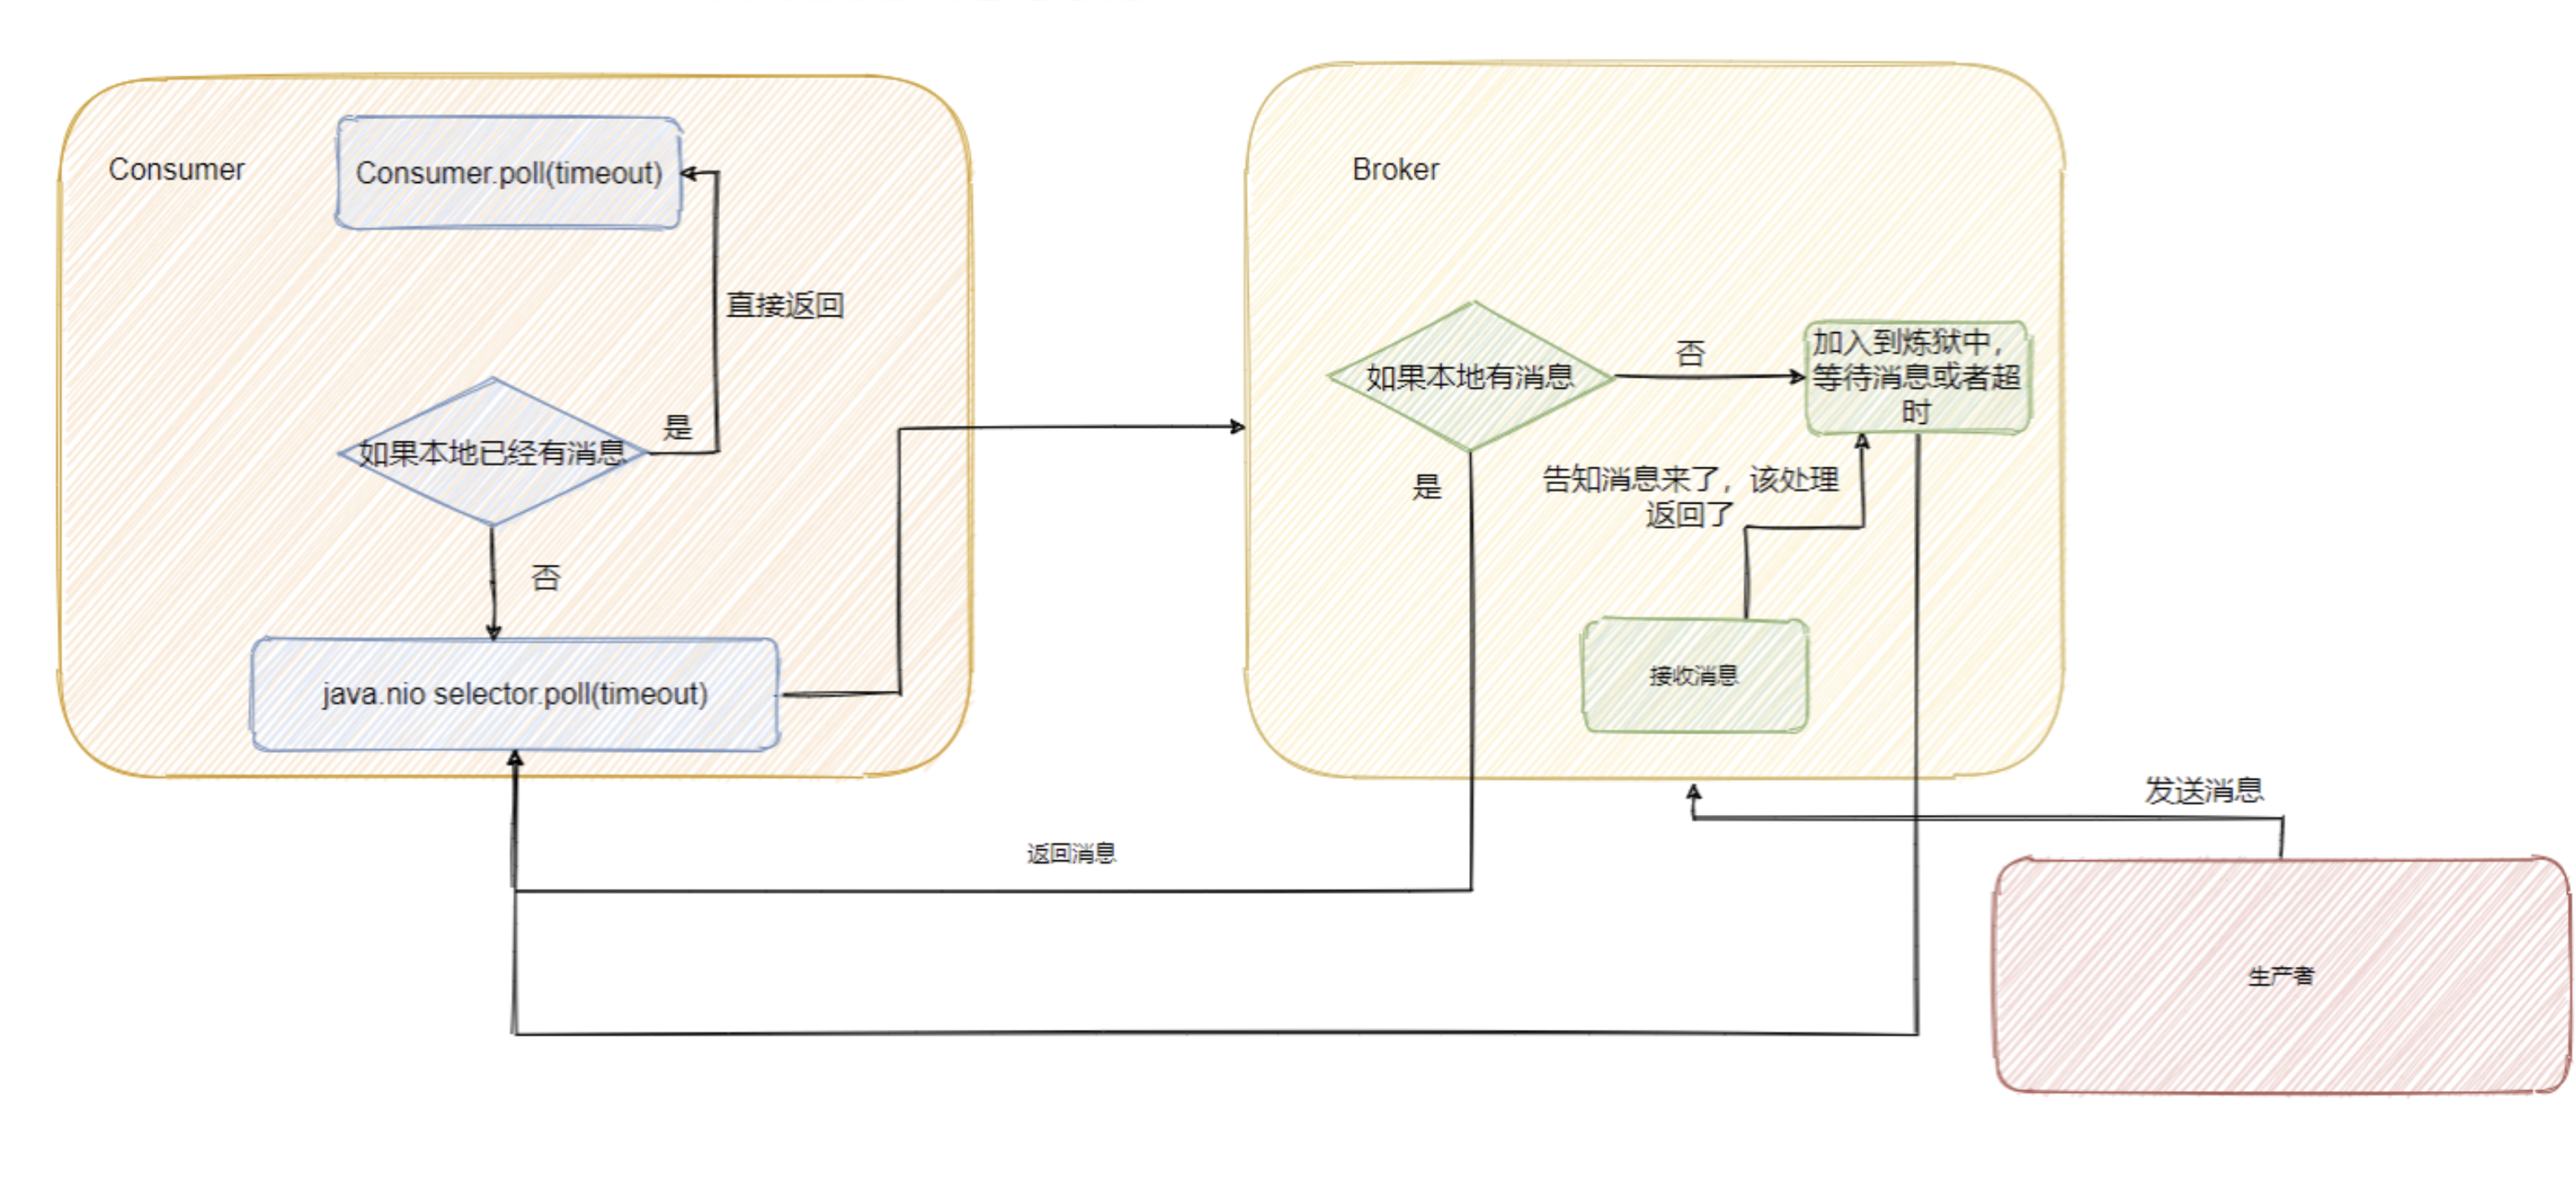 Consumer
Consumer.poll(timeout)
直接返回
如果本地已经有消息
是
否
java.nio selector.poll(timeout)
Broker
如果本地有消息
否
加入到炼狱中，
等待消息或者超
时
是
告知消息来了，该处理
返回了
接收消息
返回消息
发送消息
生产者